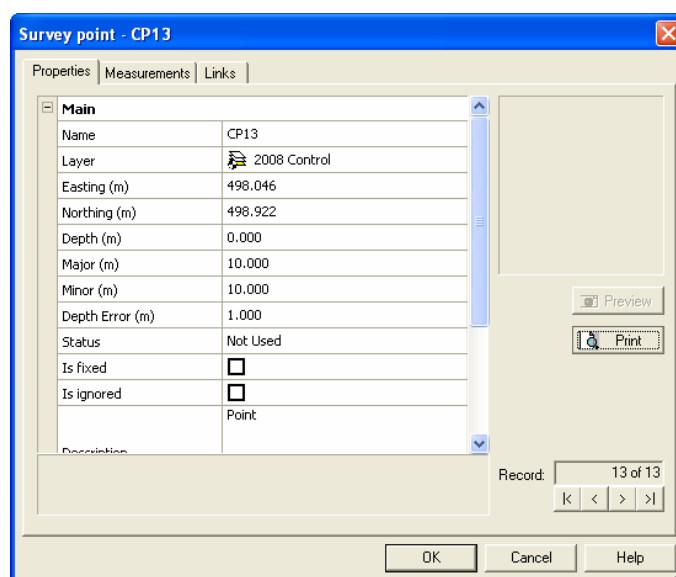 Survey point - CP13
Properties Measurements Links
Main
Name CP13
Layer 2008 Control
Easting (m) 498.046
Northing (m) 498.922
Depth (m) 0.000
Major (m) 10.000
Minor (m) 10.000
Depth Error (m) 1.000
Status Not Used
Is fixed
Is ignored
Point
Description
Preview
Print
Record: 13 of 13
OK Cancel Help